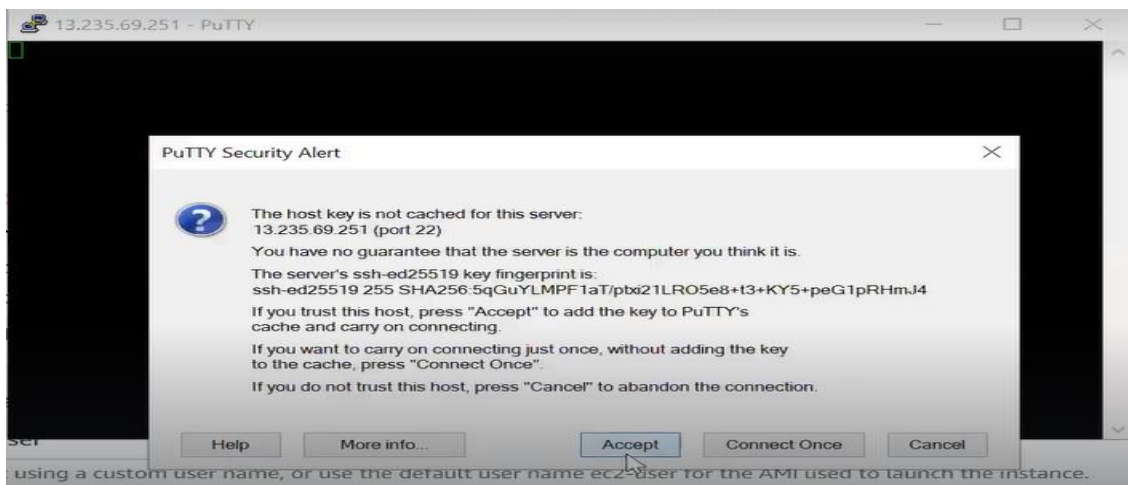 13.235.69.251 - PuTTY
PuTTY Security Alert
The host key is not cached for this server:
13.235.69.251 (port 22)
You have no guarantee that the server is the computer you think it is.
The server's ssh-ed25519 key fingerprint is:
ssh-ed25519 255 SHA256:5qGuYLMPF1aT/ptxi21LRO5e8+t3+KY5+peG1pRHmJ4
If you trust this host, press "Accept" to add the key to PuTTY's
cache and carry on connecting.
If you want to carry on connecting just once, without adding the key
to the cache, press "Connect Once".
If you do not trust this host, press "Cancel" to abandon the connection.
Help More info... Accept Connect Once Cancel
using a custom user name, or use the default user name ec2-user for the AMI used to launch the instance.